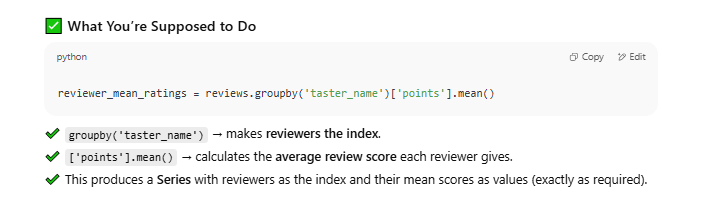 ✅ What You’re Supposed to Do
python
Copy Edit
reviewer_mean_ratings = reviews.groupby('taster_name')['points'].mean()
✔ groupby('taster_name') → makes reviewers the index.
✔ ['points'].mean() → calculates the average review score each reviewer gives.
✔ This produces a Series with reviewers as the index and their mean scores as values (exactly as required).